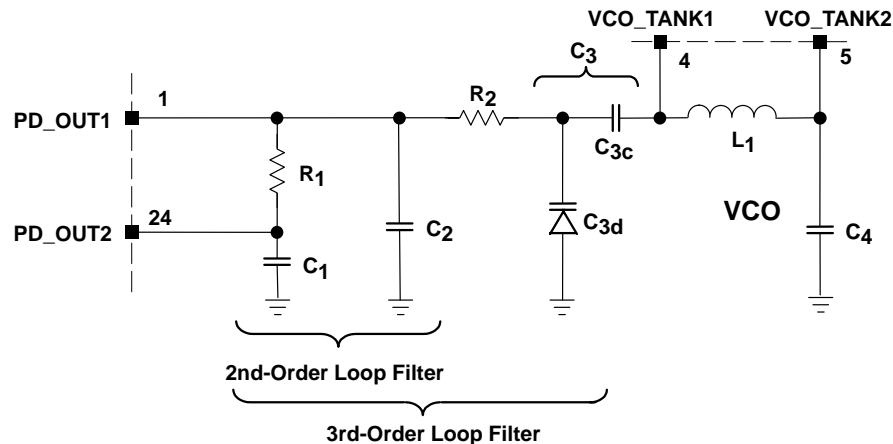 VCO_TANK1
VCO_TANK2
C3
4
5
1
R2
PD_OUT1
C3c
L1
R1
VCO
24
PD_OUT2
C2
C3d
C4
C1
2nd-Order Loop Filter
3rd-Order Loop Filter